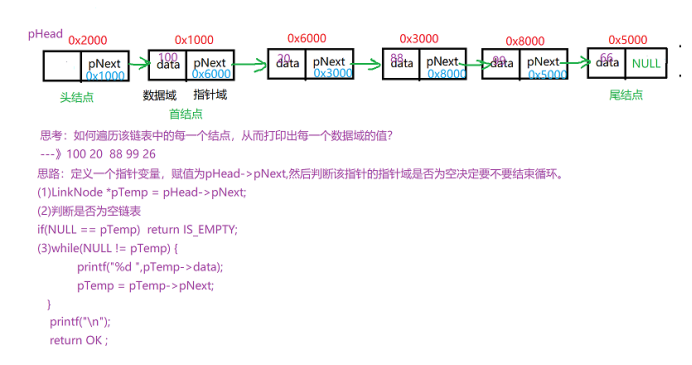 pHead
0x2000 0x1000 0x6000 0x3000 0x8000 0x5000
pNext 100 data pNext 20 data pNext 88 data pNext 99 data pNext 66 data NULL
0x1000 0x6000 0x3000 0x8000 0x5000
头结点 数据域 指针域 尾结点
首结点
思考：如何遍历该链表中的每一个结点，从而打印出每一个数据域的值？
---》100 20 88 99 26
思路：定义一个指针变量，赋值为pHead->pNext,然后判断该指针的指针域是否为空决定要不要结束循环。
(1)LinkNode *pTemp = pHead->pNext;
(2)判断是否为空链表
if(NULL == pTemp) return IS_EMPTY;
(3)while(NULL != pTemp) {
printf("%d ",pTemp->data);
pTemp = pTemp->pNext;
}
printf("\n");
return OK ;